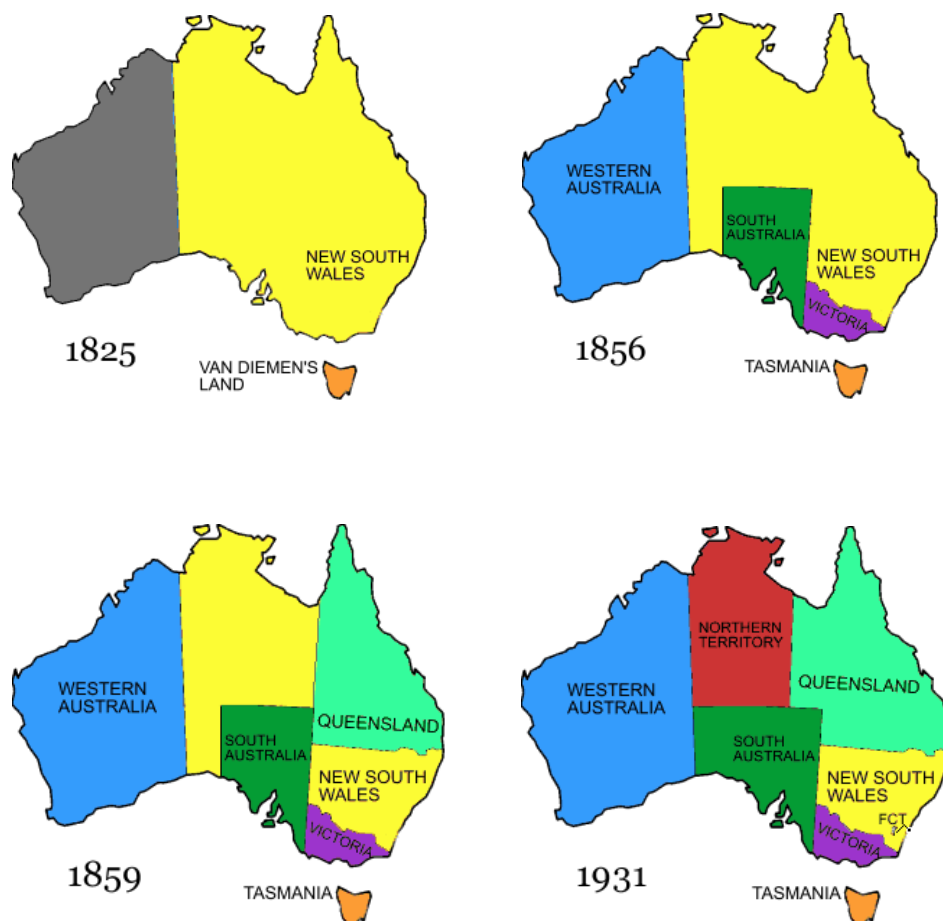 NEW SOUTH
WALES
1825
VAN DIEMEN'S
LAND
WESTERN
AUSTRALIA
SOUTH
AUSTRALIA
NEW SOUTH
WALES
VICTORIA
1856
TASMANIA
WESTERN
AUSTRALIA
QUEENSLAND
SOUTH
AUSTRALIA
NEW SOUTH
WALES
VICTORIA
1859
TASMANIA
NORTHERN
TERRITORY
WESTERN
AUSTRALIA
QUEENSLAND
SOUTH
AUSTRALIA
NEW SOUTH
WALES
FCT
VICTORIA
1931
TASMANIA